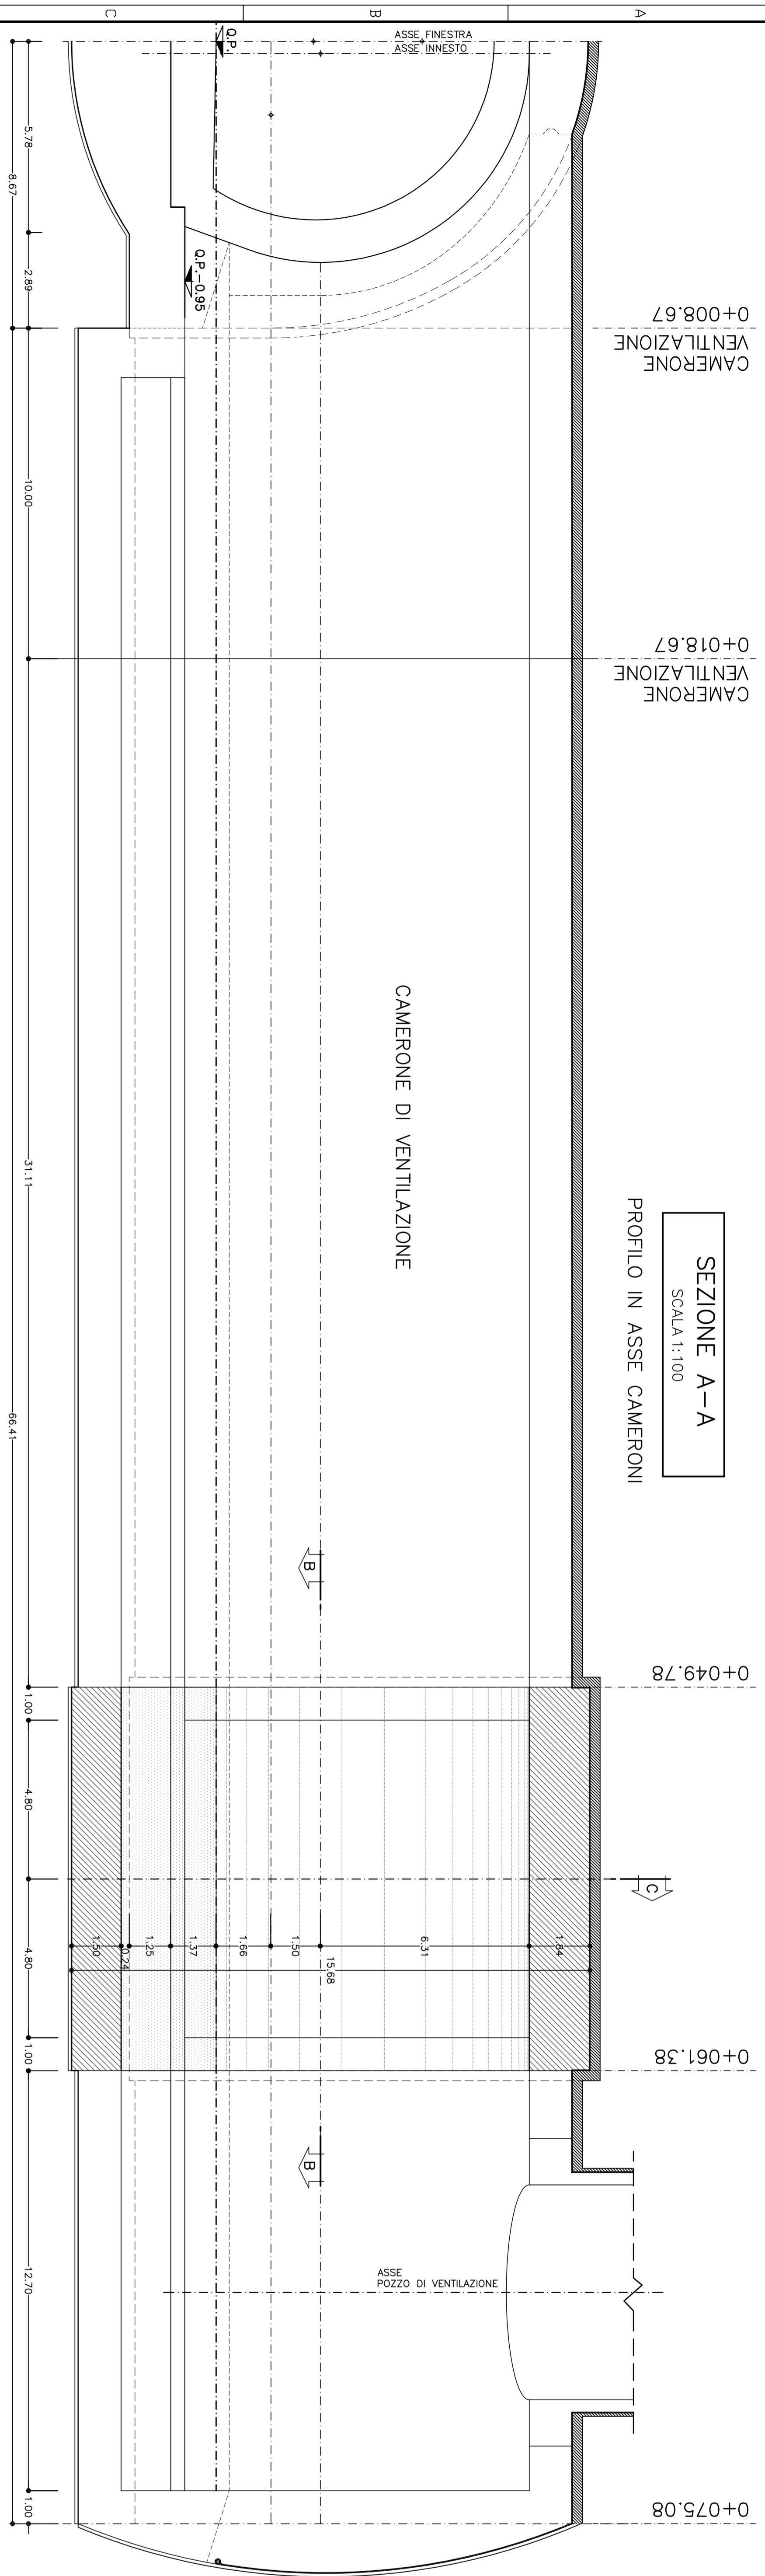 A
B
C
SEZIONE A-A
SCALA 1:100
PROFILO IN ASSE CAMERONI
0+008.67
CAMERONE
VENTILAZIONE
0+018.67
CAMERONE
VENTILAZIONE
0+049.78
0+061.38
0+075.08
ASSE FINESTRA
ASSE INNESTO
Q.P.
Q.P.-0.95
CAMERONE DI VENTILAZIONE
B
B
C
ASSE
POZZO DI VENTILAZIONE
1.84
6.31
1.50
1.66
1.37
1.25
0.24
1.50
15.68
5.78
2.89
10.00
31.11
1.00
4.80
4.80
1.00
12.70
1.00
8.67
66.41